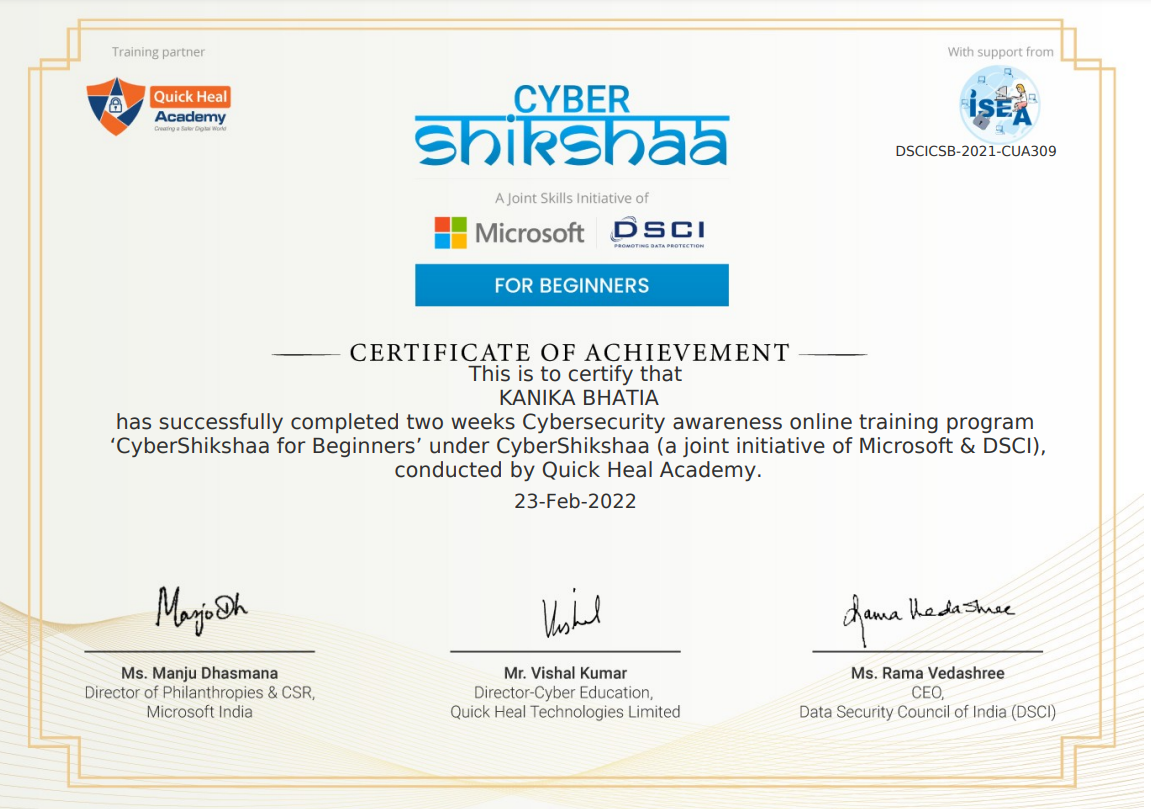 Training partner
With support from
Quick Heal
Academy
Creating a Safer Digital World
iSEA
DSCICSB-2021-CUA309
CYBER
shikshaa
A Joint Skills Initiative of
Microsoft
DSCI
PROMOTING DATA PROTECTION
FOR BEGINNERS
CERTIFICATE OF ACHIEVEMENT
This is to certify that
KANIKA BHATIA
has successfully completed two weeks Cybersecurity awareness online training program
‘CyberShikshaa for Beginners’ under CyberShikshaa (a joint initiative of Microsoft & DSCI),
conducted by Quick Heal Academy.
23-Feb-2022
Vishal
Rama Vedashree
Ms. Manju Dhasmana
Director of Philanthropies & CSR,
Microsoft India
Mr. Vishal Kumar
Director-Cyber Education,
Quick Heal Technologies Limited
Ms. Rama Vedashree
CEO,
Data Security Council of India (DSCI)